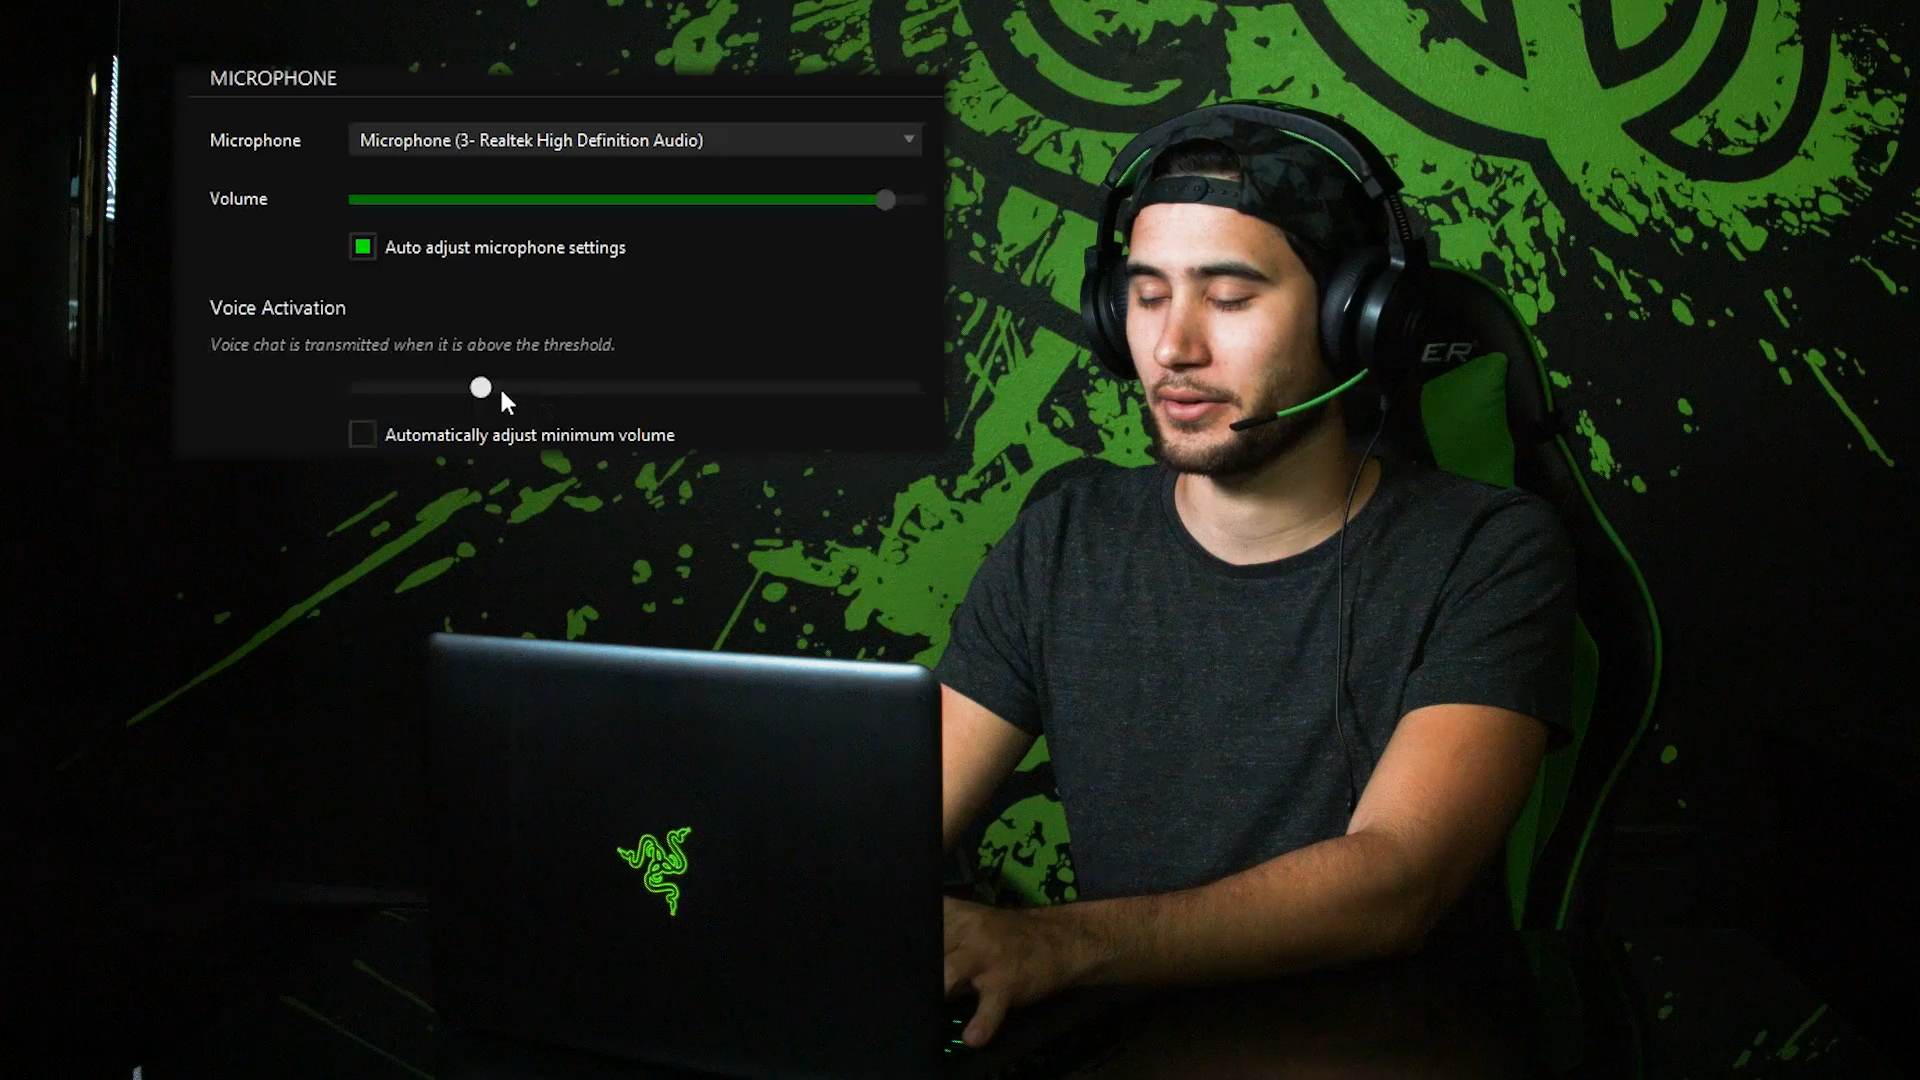 MICROPHONE
Microphone
Microphone (3- Realtek High Definition Audio)
Volume
Auto adjust microphone settings
Voice Activation
Voice chat is transmitted when it is above the threshold.
Automatically adjust minimum volume
ER